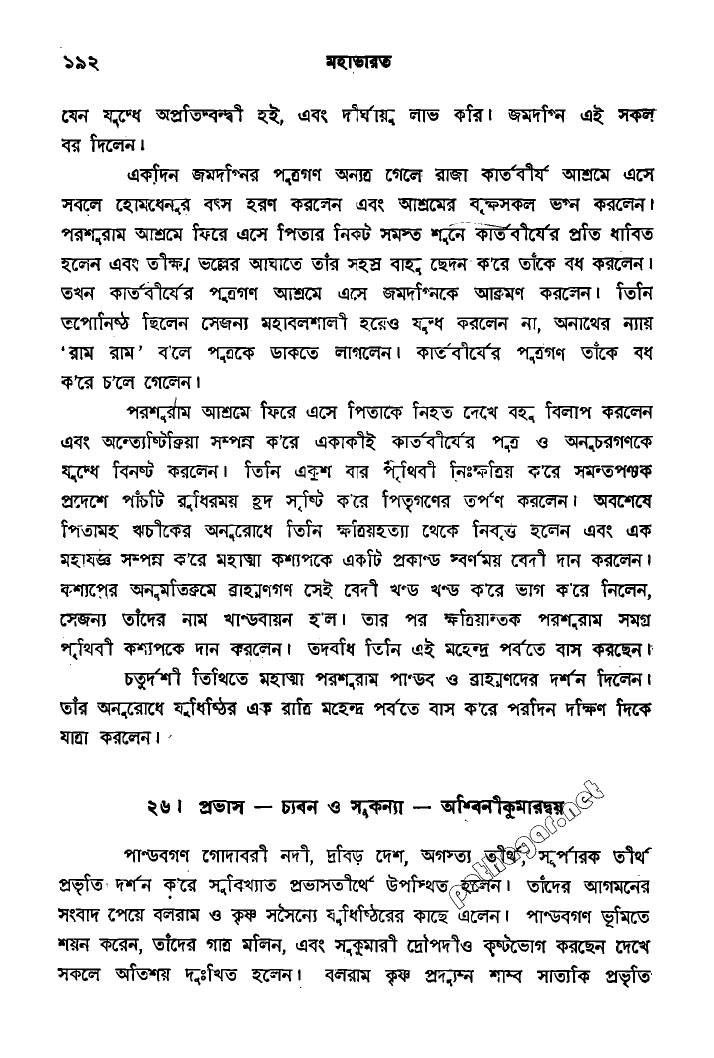 ১৯২ মহাভারত
যেন যুদ্ধে অপ্রতিদ্বন্দ্বী হই, এবং দীর্ঘায়ু লাভ করি। জমদগ্নি এই সকল
বর দিলেন।
একদিন জমদগ্নির পুত্রগণ অন্যত্র গেলে রাজা কার্তবীর্য আশ্রমে এসে
সবলে হোমধেনুর বৎস হরণ করলেন এবং আশ্রমের বৃক্ষসকল ভগ্ন করলেন।
পরশুরাম আশ্রমে ফিরে এসে পিতার নিকট সমস্ত শুনে কার্তবীর্যের প্রতি ধাবিত
হলেন এবং তীক্ষ্ণ ভল্লের আঘাতে তাঁর সহস্র বাহু ছেদন ক'রে তাঁকে বধ করলেন।
তখন কার্তবীর্যের পুত্রগণ আশ্রমে এসে জমদগ্নিকে আক্রমণ করলেন। তিনি
তপোনিষ্ঠ ছিলেন সেজন্য মহাবলশালী হয়েও যুদ্ধ করলেন না, অনাথের ন্যায়
‘রাম রাম’ ব'লে পুত্রকে ডাকতে লাগলেন। কার্তবীর্যের পুত্রগণ তাঁকে বধ
ক'রে চ'লে গেলেন।
পরশুরাম আশ্রমে ফিরে এসে পিতাকে নিহত দেখে বহু বিলাপ করলেন
এবং অন্ত্যেষ্টিক্রিয়া সম্পন্ন ক'রে একাকীই কার্তবীর্যের পুত্র ও অনুচরগণকে
যুদ্ধে বিনষ্ট করলেন। তিনি একুশ বার পৃথিবী নিঃক্ষত্রিয় ক'রে সমন্তপঞ্চক
প্রদেশে পাঁচটি রুধিরময় হ্রদ সৃষ্টি ক'রে পিতৃগণের তর্পণ করলেন। অবশেষে
পিতামহ ঋচীকের অনুরোধে তিনি ক্ষত্রিয়হত্যা থেকে নিবৃত্ত হলেন এবং এক
মহাযজ্ঞ সম্পন্ন ক'রে মহাত্মা কশ্যপকে একটি প্রকাণ্ড স্বর্ণময় বেদী দান করলেন।
কশ্যপের অনুমতিক্রমে ব্রাহ্মণগণ সেই বেদী খণ্ড খণ্ড ক'রে ভাগ ক'রে নিলেন,
সেজন্য তাঁদের নাম খাণ্ডবায়ন হ'ল। তার পর ক্ষত্রিয়ান্তক পরশুরাম সমগ্র
পৃথিবী কশ্যপকে দান করলেন। তদবধি তিনি এই মহেন্দ্র পর্বতে বাস করছেন।
চতুর্দশী তিথিতে মহাত্মা পরশুরাম পাণ্ডব ও ব্রাহ্মণদের দর্শন দিলেন।
তাঁর অনুরোধে যুধিষ্ঠির এক রাত্রি মহেন্দ্র পর্বতে বাস ক'রে পরদিন দক্ষিণ দিকে
যাত্রা করলেন।
২৬। প্রভাস — চ্যবন ও সুকন্যা — অশ্বিনীকুমারদ্বয়
পাণ্ডবগণ গোদাবরী নদী, দ্রবিড় দেশ, অগস্ত্য তীর্থ, সূর্পারক তীর্থ
প্রভৃতি দর্শন ক'রে সুবিখ্যাত প্রভাসতীর্থে উপস্থিত হলেন। তাঁদের আগমনের
সংবাদ পেয়ে বলরাম ও কৃষ্ণ সসৈন্যে যুধিষ্ঠিরের কাছে এলেন। পাণ্ডবগণ ভূমিতে
শয়ন করেন, তাঁদের গাত্র মলিন, এবং সুকুমারী দ্রৌপদীও কষ্টভোগ করছেন দেখে
সকলে অতিশয় দুঃখিত হলেন। বলরাম কৃষ্ণ প্রদ্যুম্ন শাম্ব সাত্যকি প্রভৃতি
pathagar.net